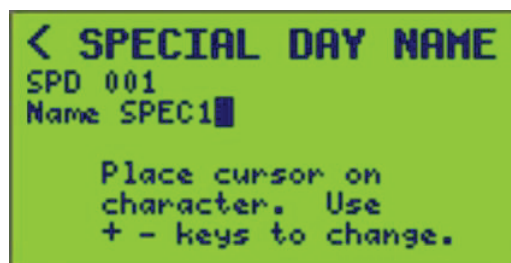 < SPECIAL DAY NAME
SPD 001
Name SPEC1
Place cursor on
character. Use
+ - keys to change.